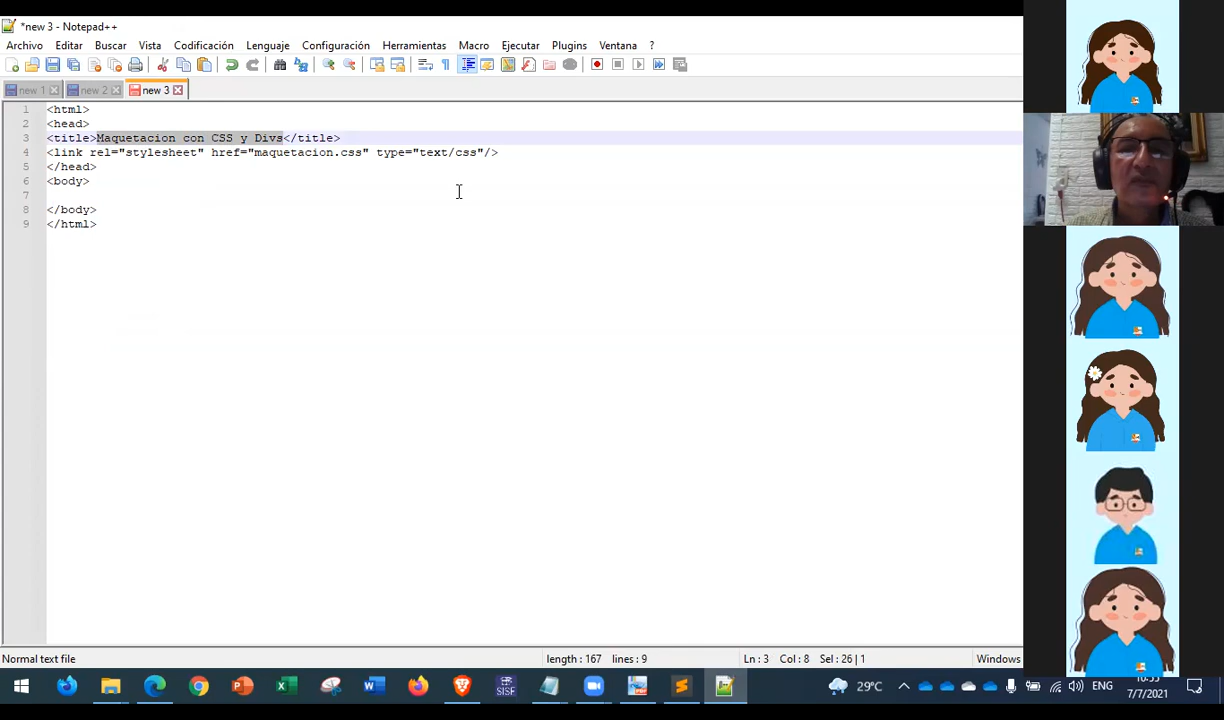 *new 3 - Notepad++
Archivo Editar Buscar Vista Codificación Lenguaje Configuración Herramientas Macro Ejecutar Plugins Ventana ?
new 1 new 2 new 3
1 <html>
2 <head>
3 <title>Maquetacion con CSS y Divs</title>
4 <link rel="stylesheet" href="maquetacion.css" type="text/css"/>
5 </head>
6 <body>
7
8 </body>
9 </html>
Normal text file length : 167 lines : 9 Ln : 3 Col : 8 Sel : 26 | 1 Windows
SISF 29°C ENG
7/7/2021